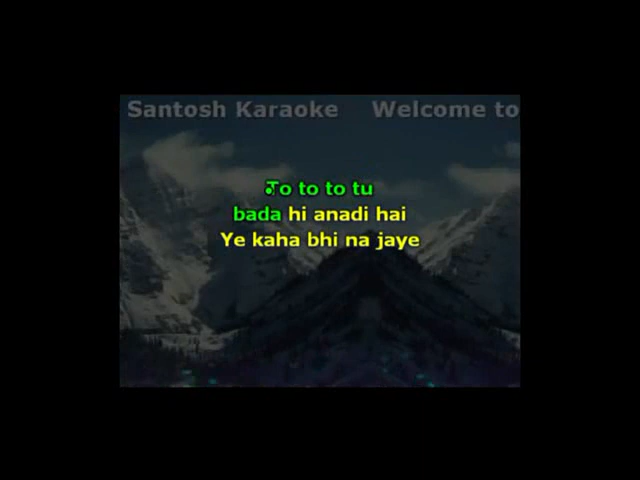 Santosh Karaoke Welcome to
To to to tu
bada hi anadi hai
Ye kaha bhi na jaye